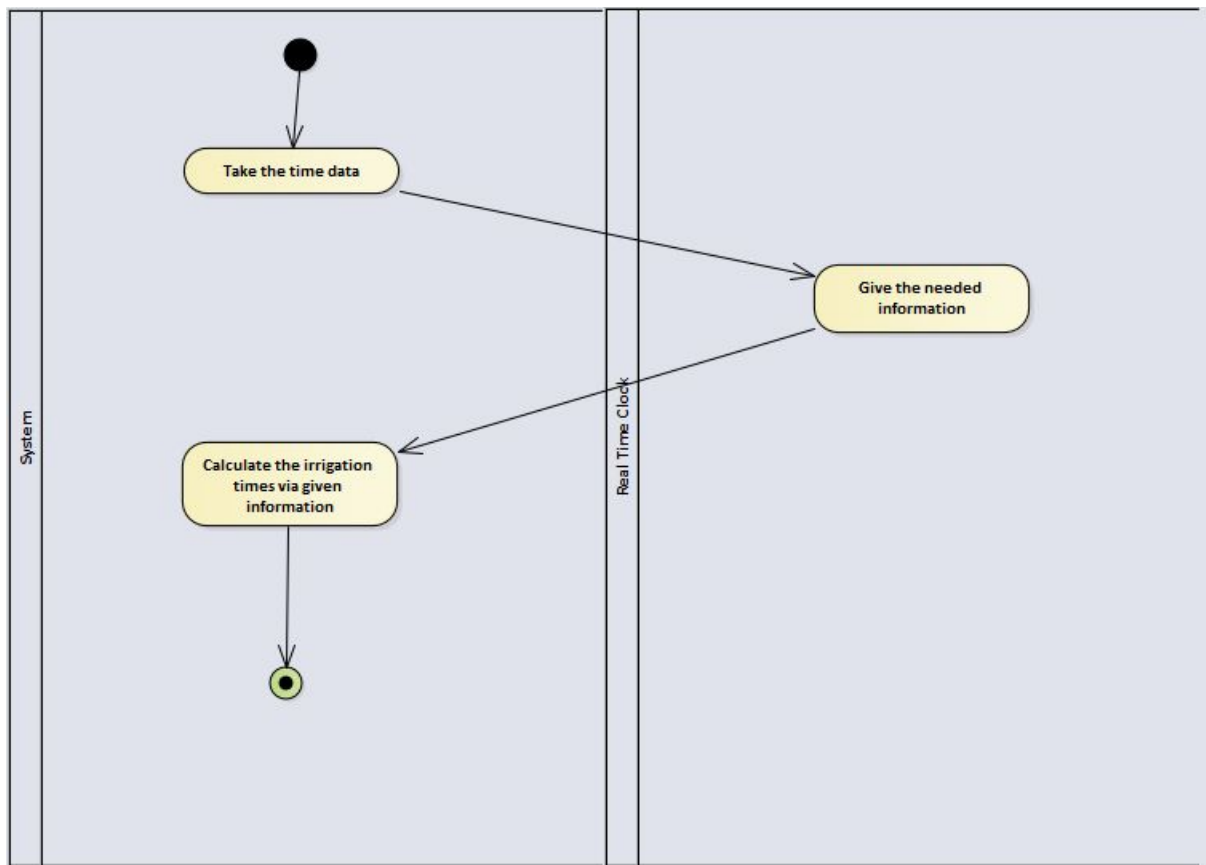 Take the time data
Give the needed
information
System
Real Time Clock
Calculate the irrigation
times via given
information